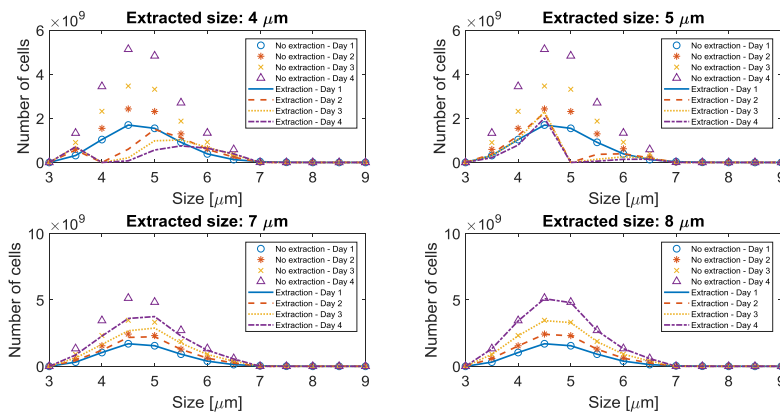 Extracted size: 4 μm
×10⁹
6
4
2
0
Number of cells
3 4 5 6 7 8 9
Size [μm]
No extraction - Day 1
No extraction - Day 2
No extraction - Day 3
No extraction - Day 4
Extraction - Day 1
Extraction - Day 2
Extraction - Day 3
Extraction - Day 4
Extracted size: 5 μm
×10⁹
6
4
2
0
Number of cells
3 4 5 6 7 8 9
Size [μm]
No extraction - Day 1
No extraction - Day 2
No extraction - Day 3
No extraction - Day 4
Extraction - Day 1
Extraction - Day 2
Extraction - Day 3
Extraction - Day 4
Extracted size: 7 μm
×10⁹
10
5
0
Number of cells
3 4 5 6 7 8 9
Size [μm]
No extraction - Day 1
No extraction - Day 2
No extraction - Day 3
No extraction - Day 4
Extraction - Day 1
Extraction - Day 2
Extraction - Day 3
Extraction - Day 4
Extracted size: 8 μm
×10⁹
10
5
0
Number of cells
3 4 5 6 7 8 9
Size [μm]
No extraction - Day 1
No extraction - Day 2
No extraction - Day 3
No extraction - Day 4
Extraction - Day 1
Extraction - Day 2
Extraction - Day 3
Extraction - Day 4